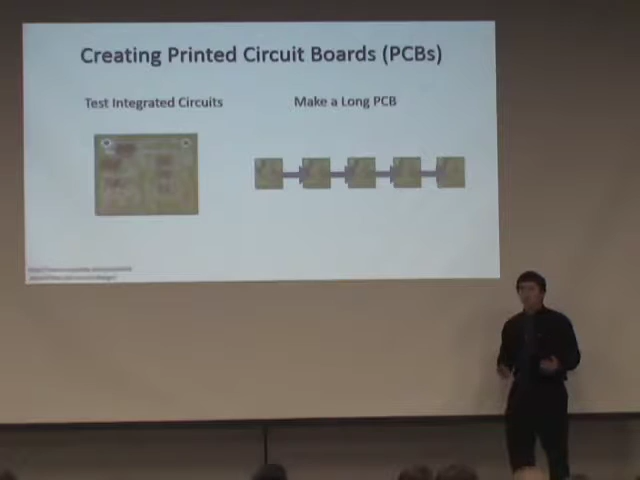 Creating Printed Circuit Boards (PCBs)
Test Integrated Circuits
Make a Long PCB